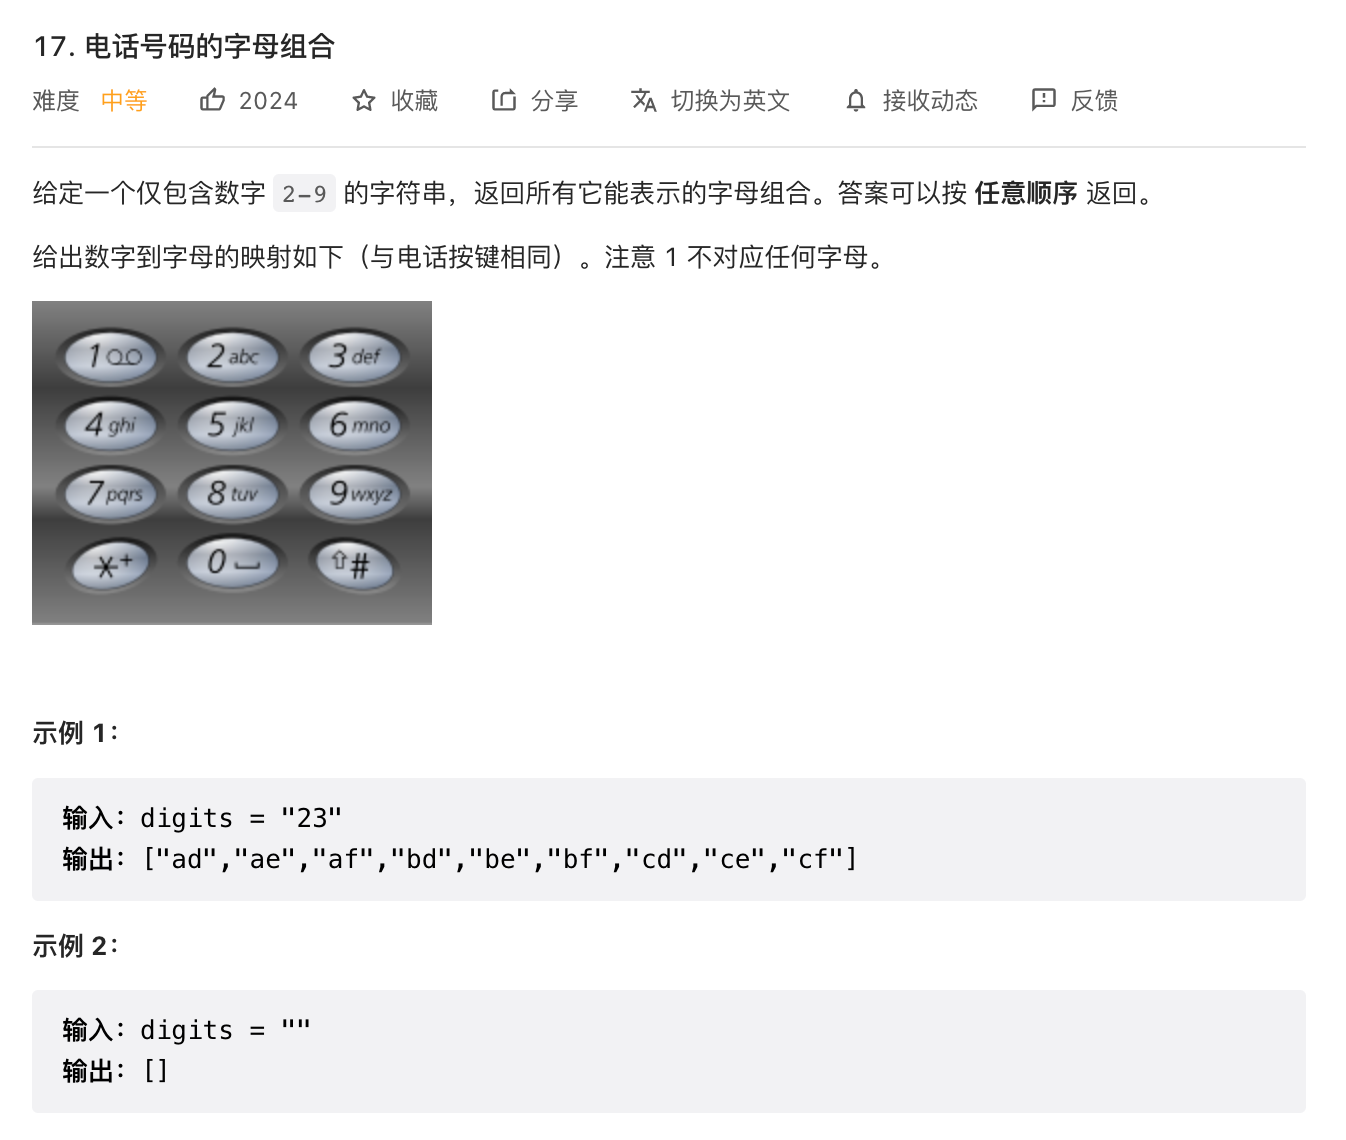 17. 电话号码的字母组合
难度 中等 2024 收藏 分享 切换为英文 接收动态 反馈
给定一个仅包含数字 2-9 的字符串，返回所有它能表示的字母组合。答案可以按 任意顺序 返回。
给出数字到字母的映射如下（与电话按键相同）。注意 1 不对应任何字母。
1 2 abc 3 def
4 ghi 5 jkl 6 mno
7 pqrs 8 tuv 9 wxyz
* + 0 #
示例 1：
输入：digits = "23"
输出：["ad","ae","af","bd","be","bf","cd","ce","cf"]
示例 2：
输入：digits = ""
输出：[]